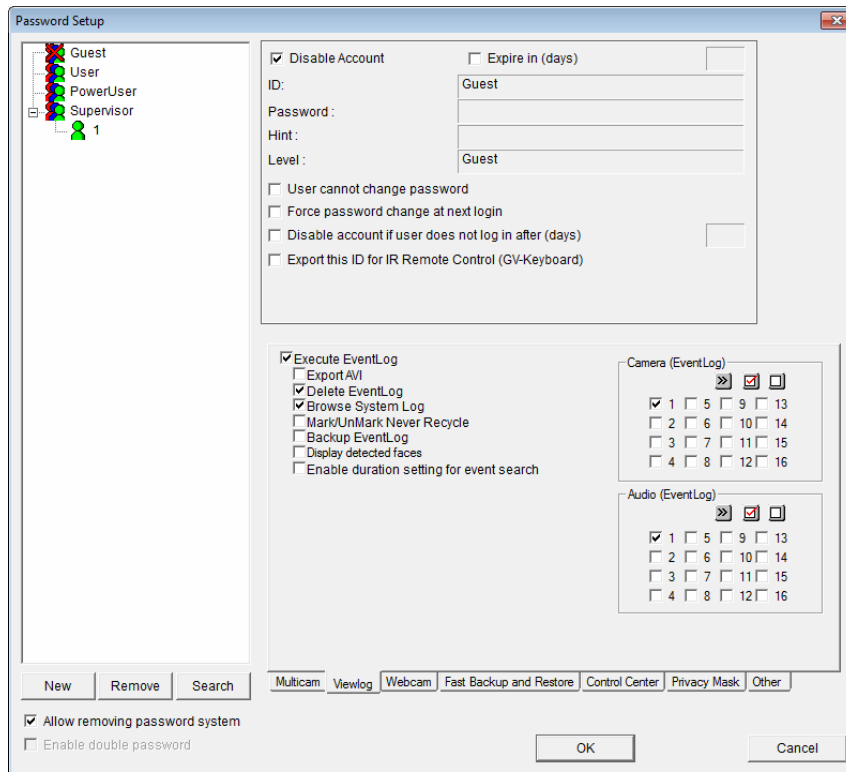 Password Setup
Guest
User
PowerUser
Supervisor
1
Disable Account
Expire in (days)
ID:
Guest
Password :
Hint :
Level :
Guest
User cannot change password
Force password change at next login
Disable account if user does not log in after (days)
Export this ID for IR Remote Control (GV-Keyboard)
Execute EventLog
Export AVI
Delete EventLog
Browse System Log
Mark/UnMark Never Recycle
Backup EventLog
Display detected faces
Enable duration setting for event search
Camera (EventLog)
1 5 9 13
2 6 10 14
3 7 11 15
4 8 12 16
Audio (EventLog)
1 5 9 13
2 6 10 14
3 7 11 15
4 8 12 16
Multicam Viewlog Webcam Fast Backup and Restore Control Center Privacy Mask Other
New Remove Search
Allow removing password system
Enable double password
OK
Cancel